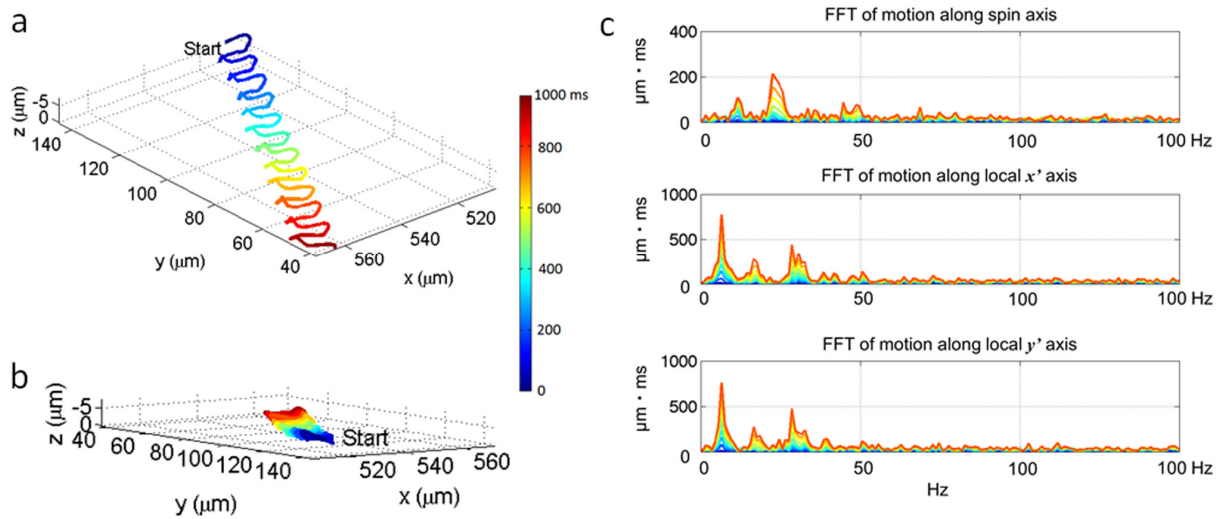 a
Start
z (μm)
-5
0
140
120
100
80
60
40
y (μm)
560
540
520
x (μm)
1000 ms
800
600
400
200
0
b
z (μm)
-5
0
40
60
80
100
120
140
Start
y (μm)
520
540
560
x (μm)
c
FFT of motion along spin axis
μm · ms
400
200
0
0 50 100 100 Hz
FFT of motion along local x' axis
μm · ms
1000
500
0
0 50 100 100 Hz
FFT of motion along local y' axis
μm · ms
1000
500
0
0 50 100 100 Hz
Hz